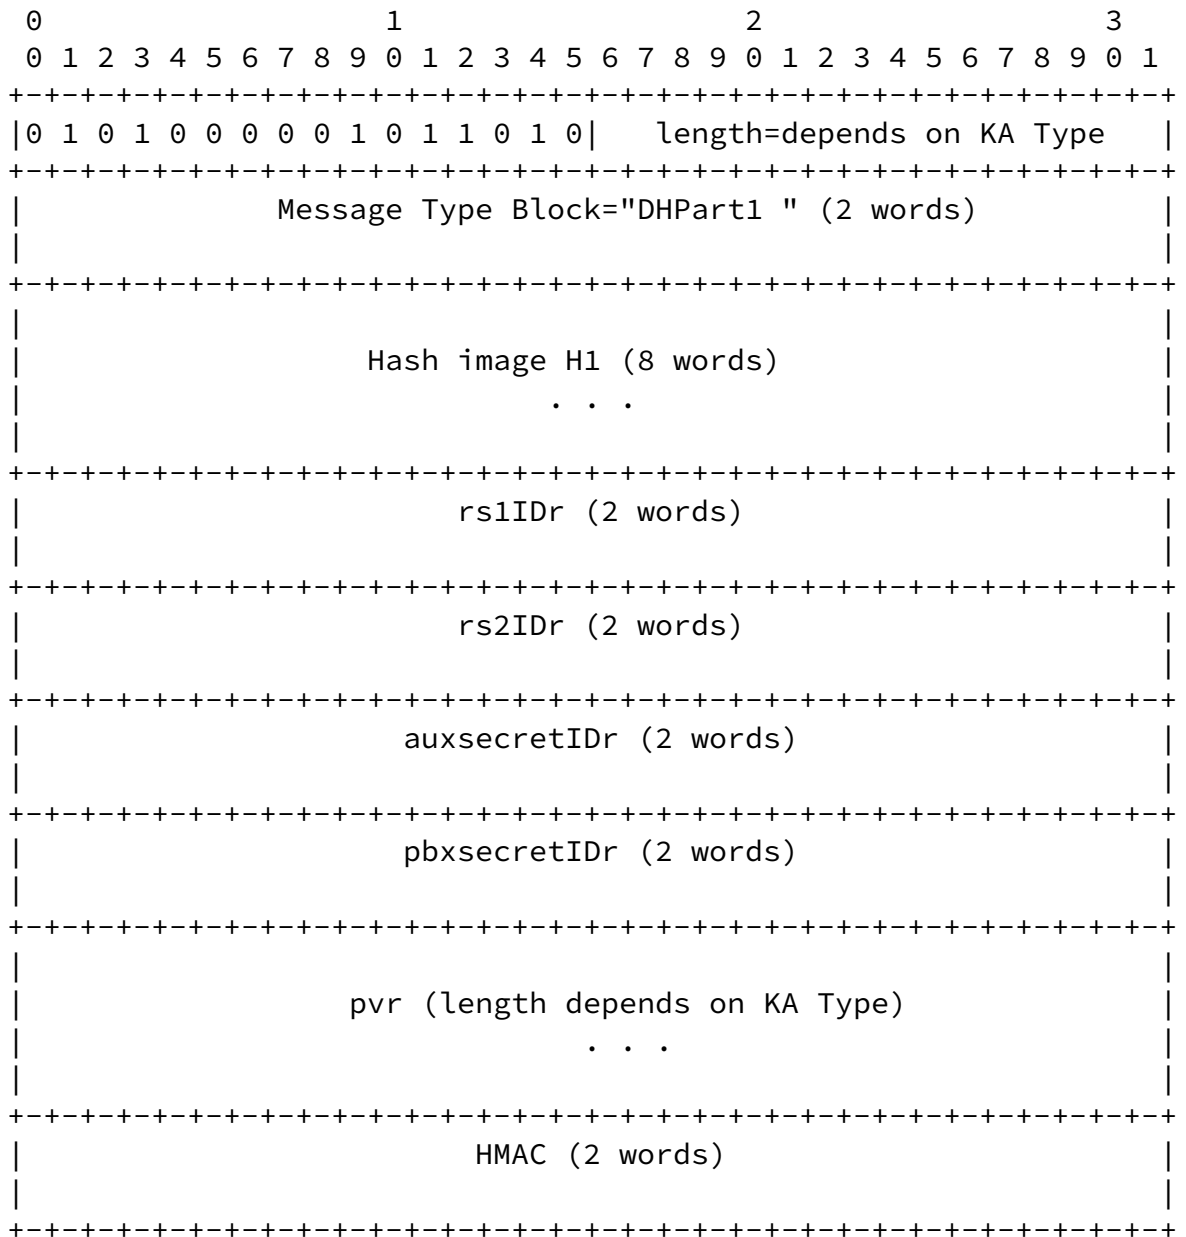 0                   1                   2                   3
 0 1 2 3 4 5 6 7 8 9 0 1 2 3 4 5 6 7 8 9 0 1 2 3 4 5 6 7 8 9 0 1
+-+-+-+-+-+-+-+-+-+-+-+-+-+-+-+-+-+-+-+-+-+-+-+-+-+-+-+-+-+-+-+-+
|0 1 0 1 0 0 0 0 0 1 0 1 1 0 1 0|   length=depends on KA Type   |
+-+-+-+-+-+-+-+-+-+-+-+-+-+-+-+-+-+-+-+-+-+-+-+-+-+-+-+-+-+-+-+-+
|              Message Type Block="DHPart1 " (2 words)          |
|                                                               |
+-+-+-+-+-+-+-+-+-+-+-+-+-+-+-+-+-+-+-+-+-+-+-+-+-+-+-+-+-+-+-+-+
|                                                               |
|                   Hash image H1 (8 words)                     |
|                             . . .                             |
|                                                               |
+-+-+-+-+-+-+-+-+-+-+-+-+-+-+-+-+-+-+-+-+-+-+-+-+-+-+-+-+-+-+-+-+
|                        rs1IDr (2 words)                       |
|                                                               |
+-+-+-+-+-+-+-+-+-+-+-+-+-+-+-+-+-+-+-+-+-+-+-+-+-+-+-+-+-+-+-+-+
|                        rs2IDr (2 words)                       |
|                                                               |
+-+-+-+-+-+-+-+-+-+-+-+-+-+-+-+-+-+-+-+-+-+-+-+-+-+-+-+-+-+-+-+-+
|                     auxsecretIDr (2 words)                    |
|                                                               |
+-+-+-+-+-+-+-+-+-+-+-+-+-+-+-+-+-+-+-+-+-+-+-+-+-+-+-+-+-+-+-+-+
|                     pbxsecretIDr (2 words)                    |
|                                                               |
+-+-+-+-+-+-+-+-+-+-+-+-+-+-+-+-+-+-+-+-+-+-+-+-+-+-+-+-+-+-+-+-+
|                                                               |
|                  pvr (length depends on KA Type)              |
|                               . . .                           |
|                                                               |
+-+-+-+-+-+-+-+-+-+-+-+-+-+-+-+-+-+-+-+-+-+-+-+-+-+-+-+-+-+-+-+-+
|                         HMAC (2 words)                        |
|                                                               |
+-+-+-+-+-+-+-+-+-+-+-+-+-+-+-+-+-+-+-+-+-+-+-+-+-+-+-+-+-+-+-+-+